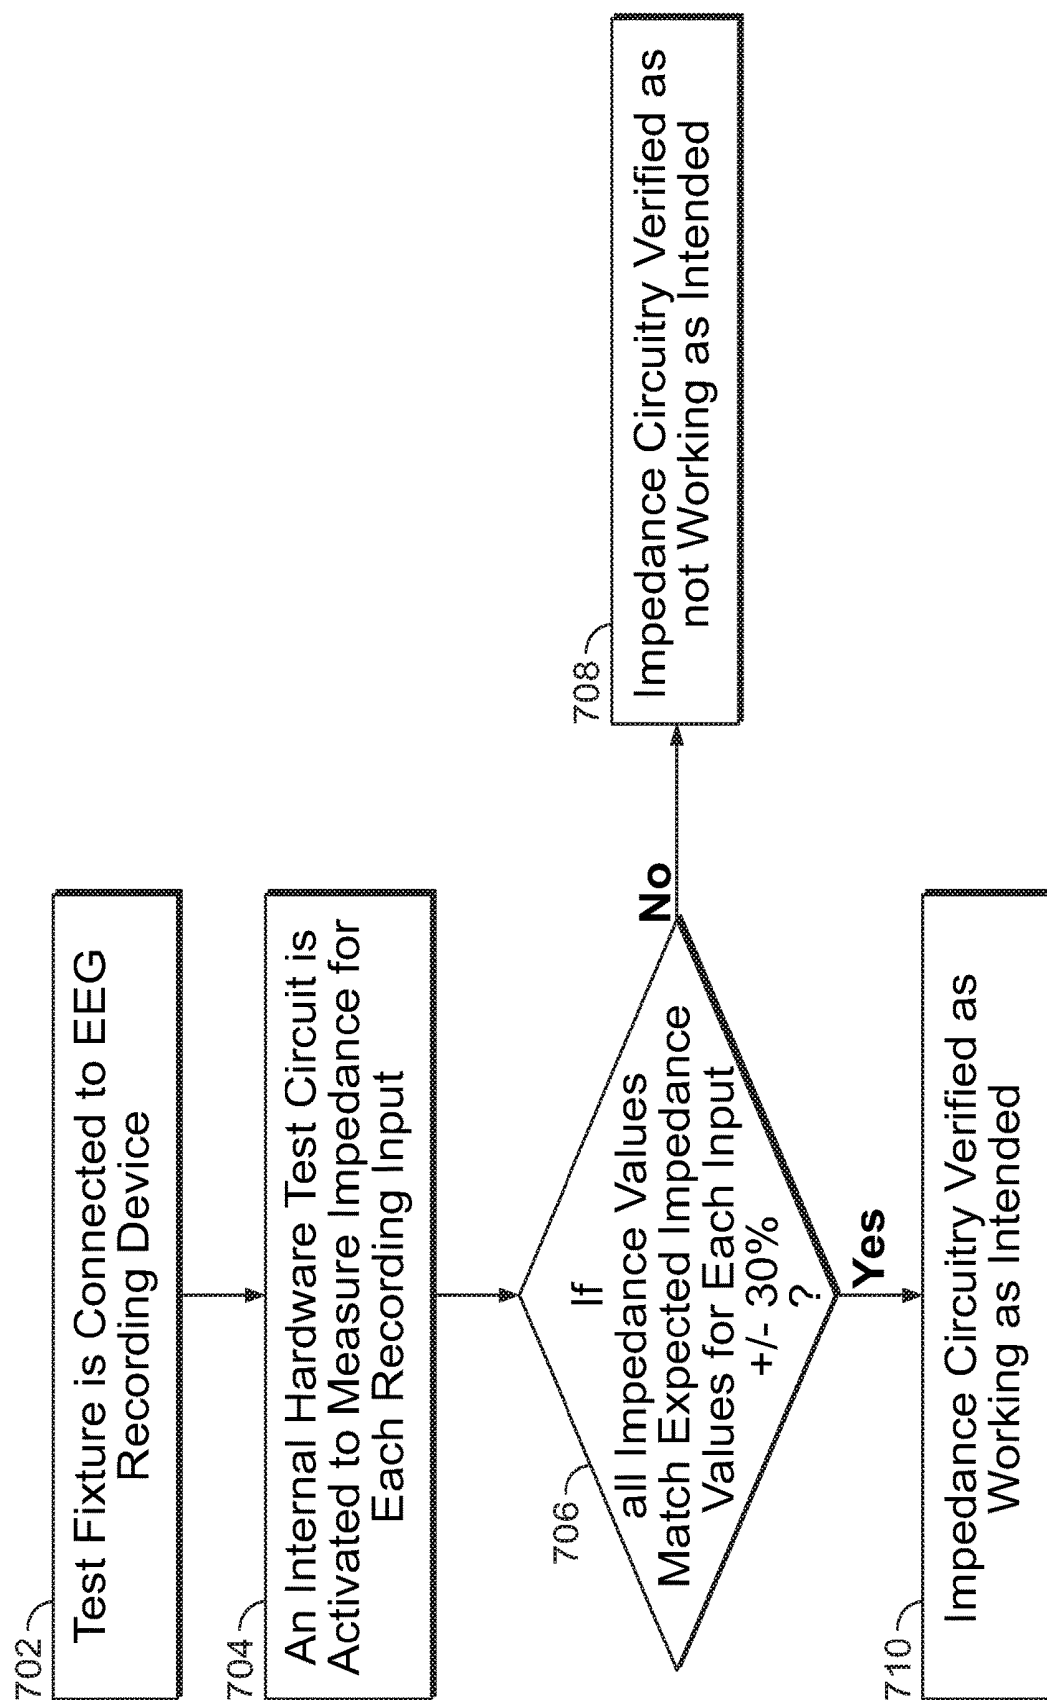 702
Test Fixture is Connected to EEG
Recording Device
704
An Internal Hardware Test Circuit is
Activated to Measure Impedance for
Each Recording Input
706
If
all Impedance Values
Match Expected Impedance
Values for Each Input
+/- 30%
?
No
708
Impedance Circuitry Verified as
not Working as Intended
Yes
710
Impedance Circuitry Verified as
Working as Intended